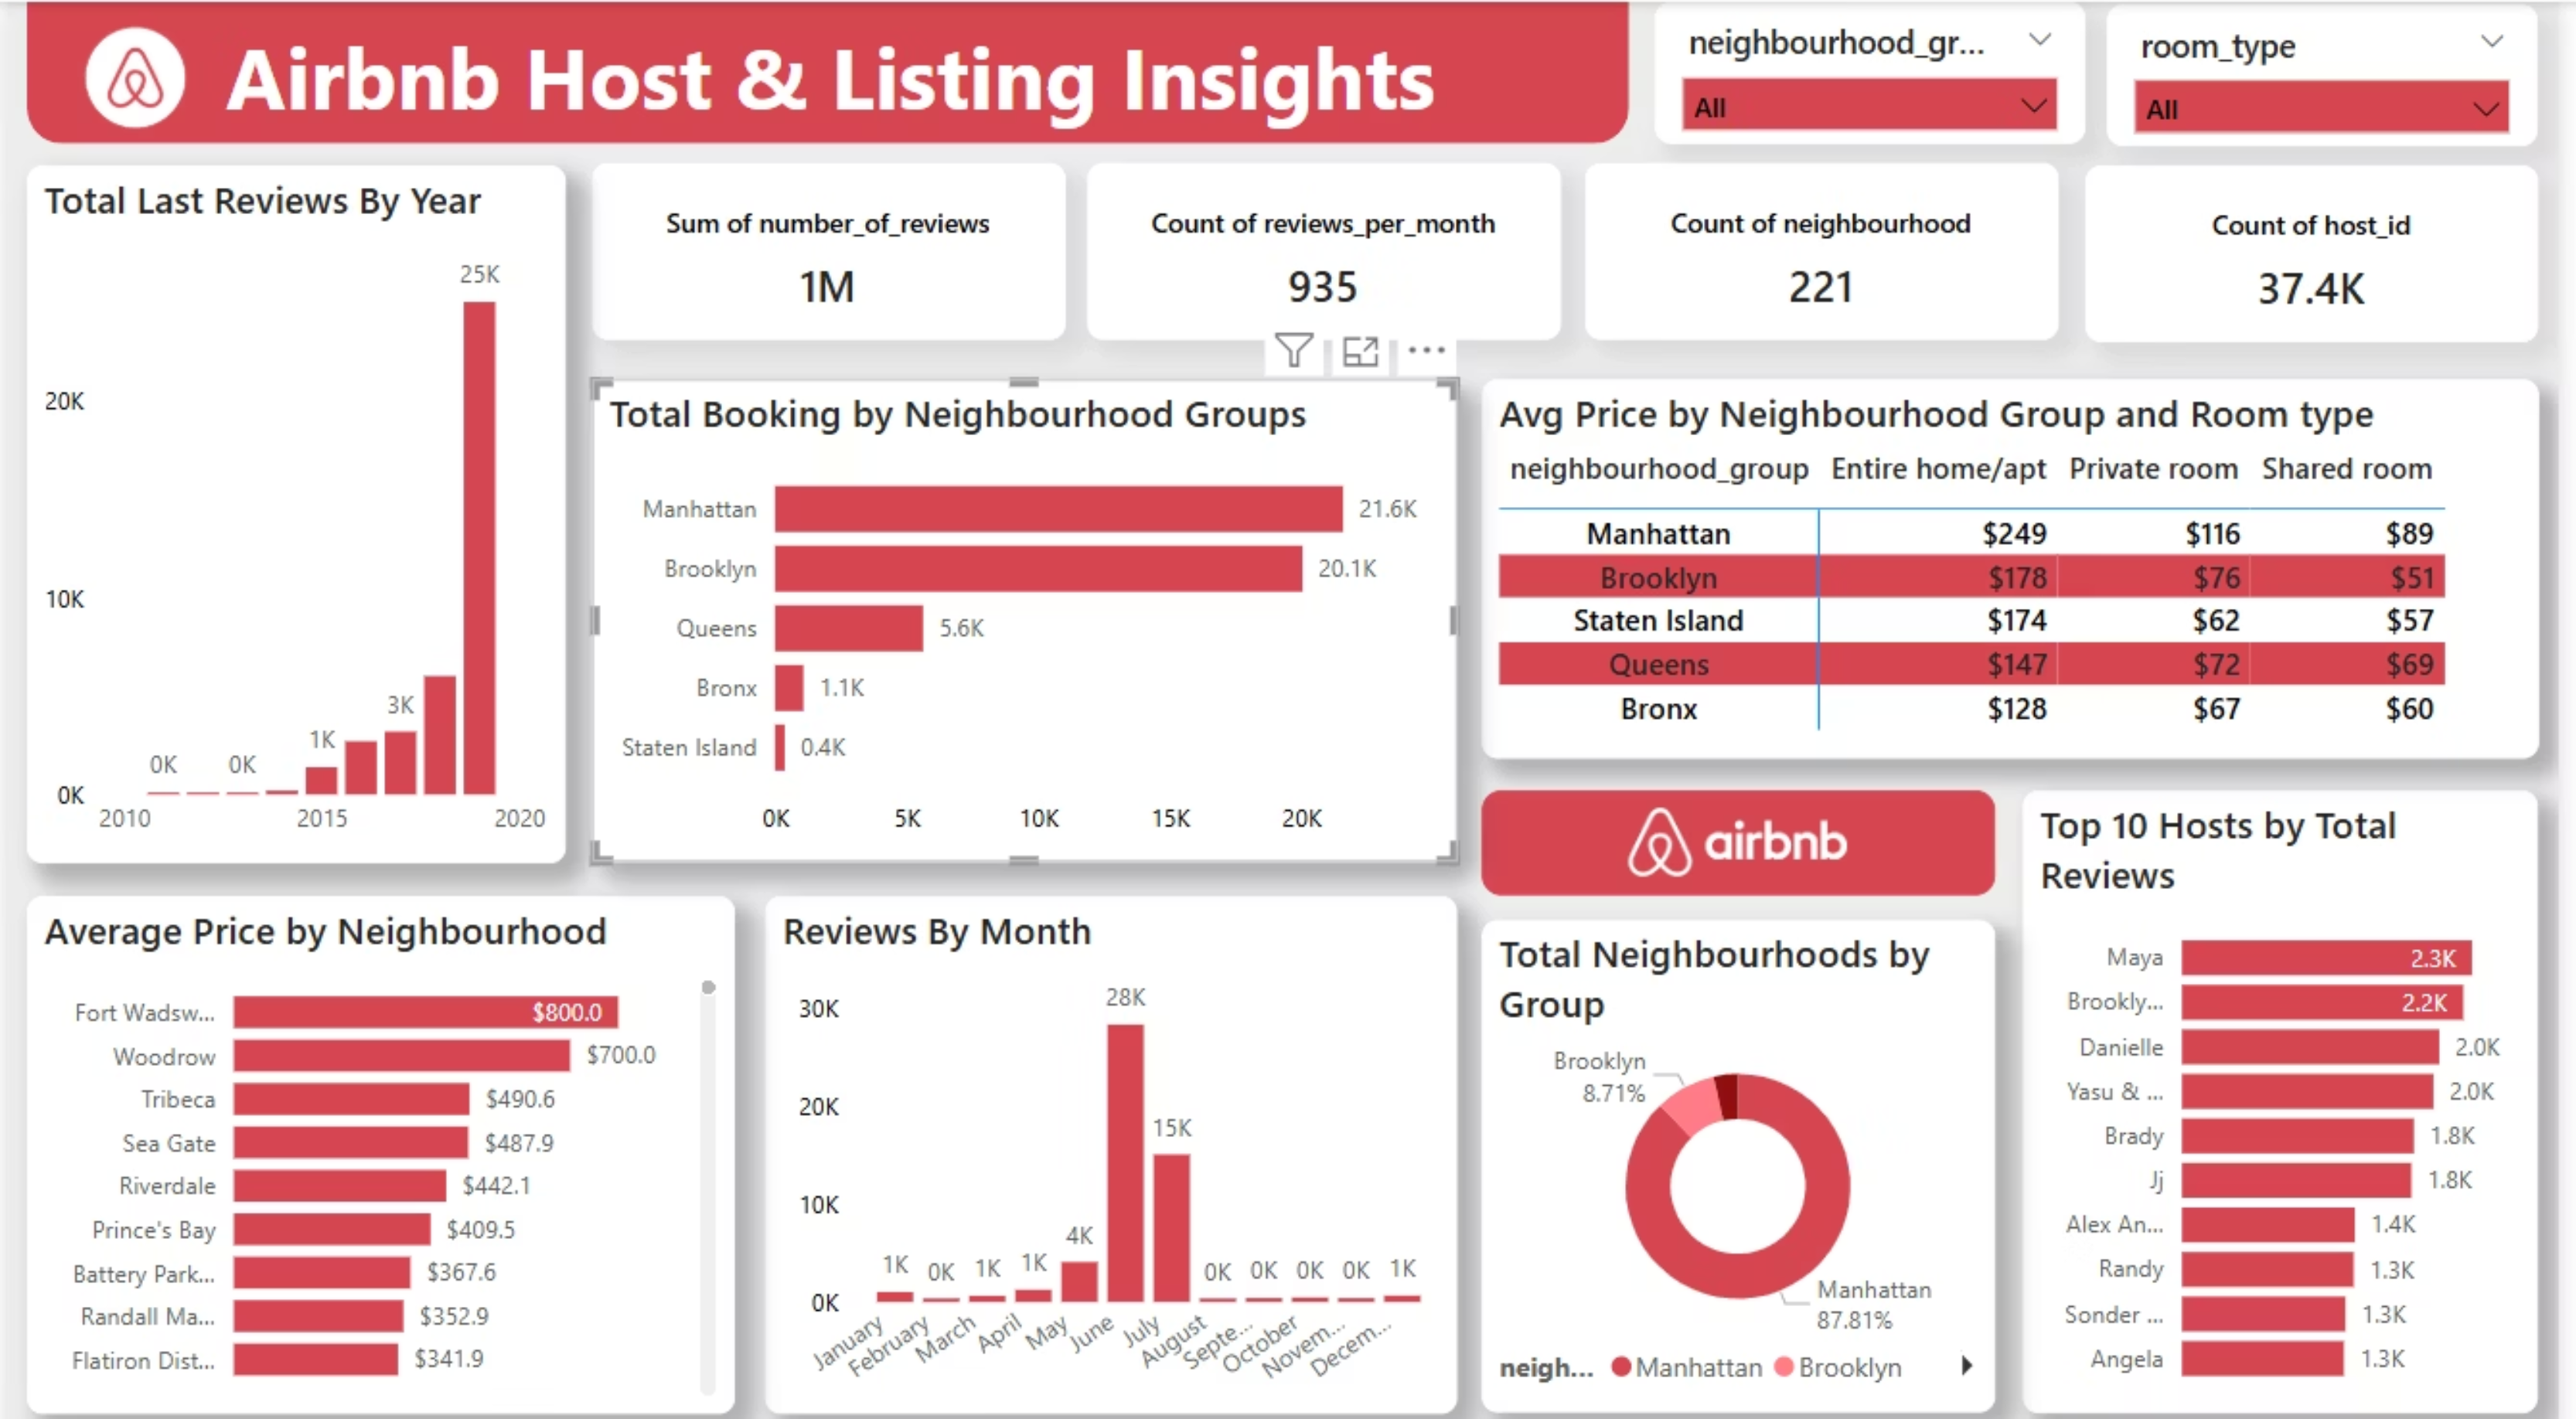 Airbnb Host & Listing Insights
neighbourhood_gr...
All
room_type
All
Total Last Reviews By Year
25K
20K
10K
3K
1K
0K 0K
0K
2010 2015 2020
Sum of number_of_reviews
1M
Count of reviews_per_month
935
Count of neighbourhood
221
Count of host_id
37.4K
Total Booking by Neighbourhood Groups
Manhattan 21.6K
Brooklyn 20.1K
Queens 5.6K
Bronx 1.1K
Staten Island 0.4K
0K 5K 10K 15K 20K
Avg Price by Neighbourhood Group and Room type
neighbourhood_group Entire home/apt Private room Shared room
Manhattan $249 $116 $89
Brooklyn $178 $76 $51
Staten Island $174 $62 $57
Queens $147 $72 $69
Bronx $128 $67 $60
Average Price by Neighbourhood
Fort Wadsw... $800.0
Woodrow $700.0
Tribeca $490.6
Sea Gate $487.9
Riverdale $442.1
Prince's Bay $409.5
Battery Park... $367.6
Randall Ma... $352.9
Flatiron Dist... $341.9
Reviews By Month
30K
20K
10K
0K
1K 0K 1K 1K 4K 28K 15K 0K 0K 0K 0K 1K
January February March April May June July August Septe... October Novem... Decem...
airbnb
Total Neighbourhoods by
Group
Brooklyn
8.71%
Manhattan
87.81%
neigh... Manhattan Brooklyn
Top 10 Hosts by Total
Reviews
Maya 2.3K
Brookly... 2.2K
Danielle 2.0K
Yasu & ... 2.0K
Brady 1.8K
Jj 1.8K
Alex An... 1.4K
Randy 1.3K
Sonder ... 1.3K
Angela 1.3K